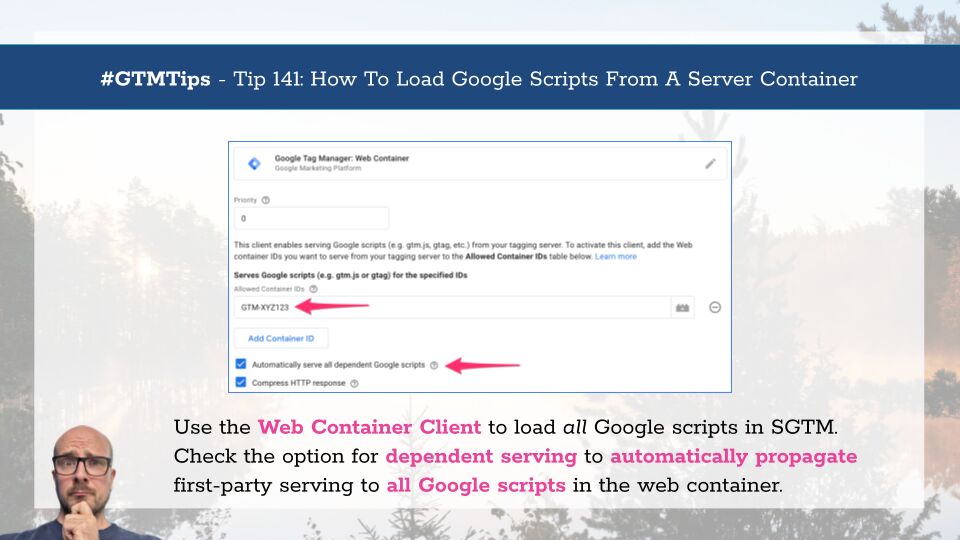 #GTMTips - Tip 141: How To Load Google Scripts From A Server Container
Google Tag Manager: Web Container
Google Marketing Platform
Priority
0
This client enables serving Google scripts (e.g. gtm.js, gtag, etc.) from your tagging server. To activate this client, add the Web
container IDs you want to serve from your tagging server to the Allowed Container IDs table below. Learn more
Serves Google scripts (e.g. gtm.js or gtag) for the specified IDs
Allowed Container IDs
GTM-XYZ123
Add Container ID
Automatically serve all dependent Google scripts
Compress HTTP response
Use the Web Container Client to load all Google scripts in SGTM.
Check the option for dependent serving to automatically propagate
first-party serving to all Google scripts in the web container.